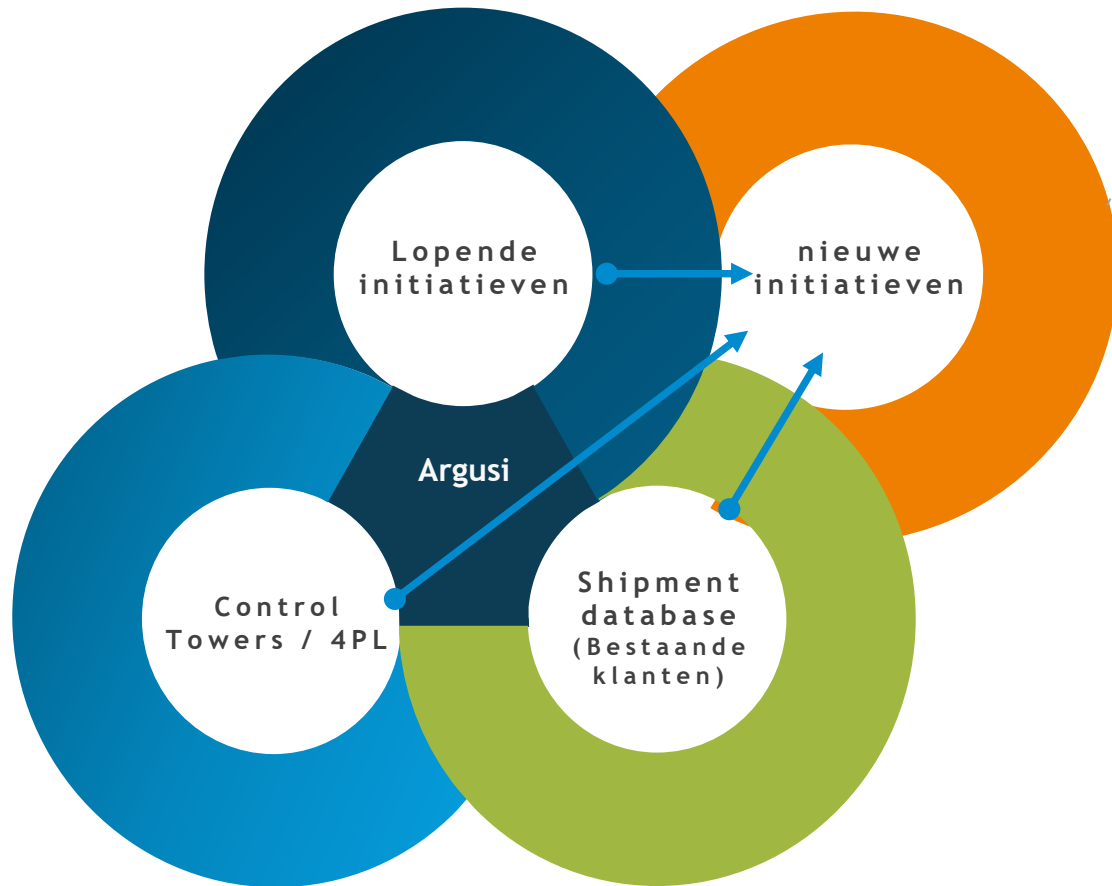 Lopende
initiatieven
nieuwe
initiatieven
Argusi
Control
Towers / 4PL
Shipment
database
(Bestaande
klanten)